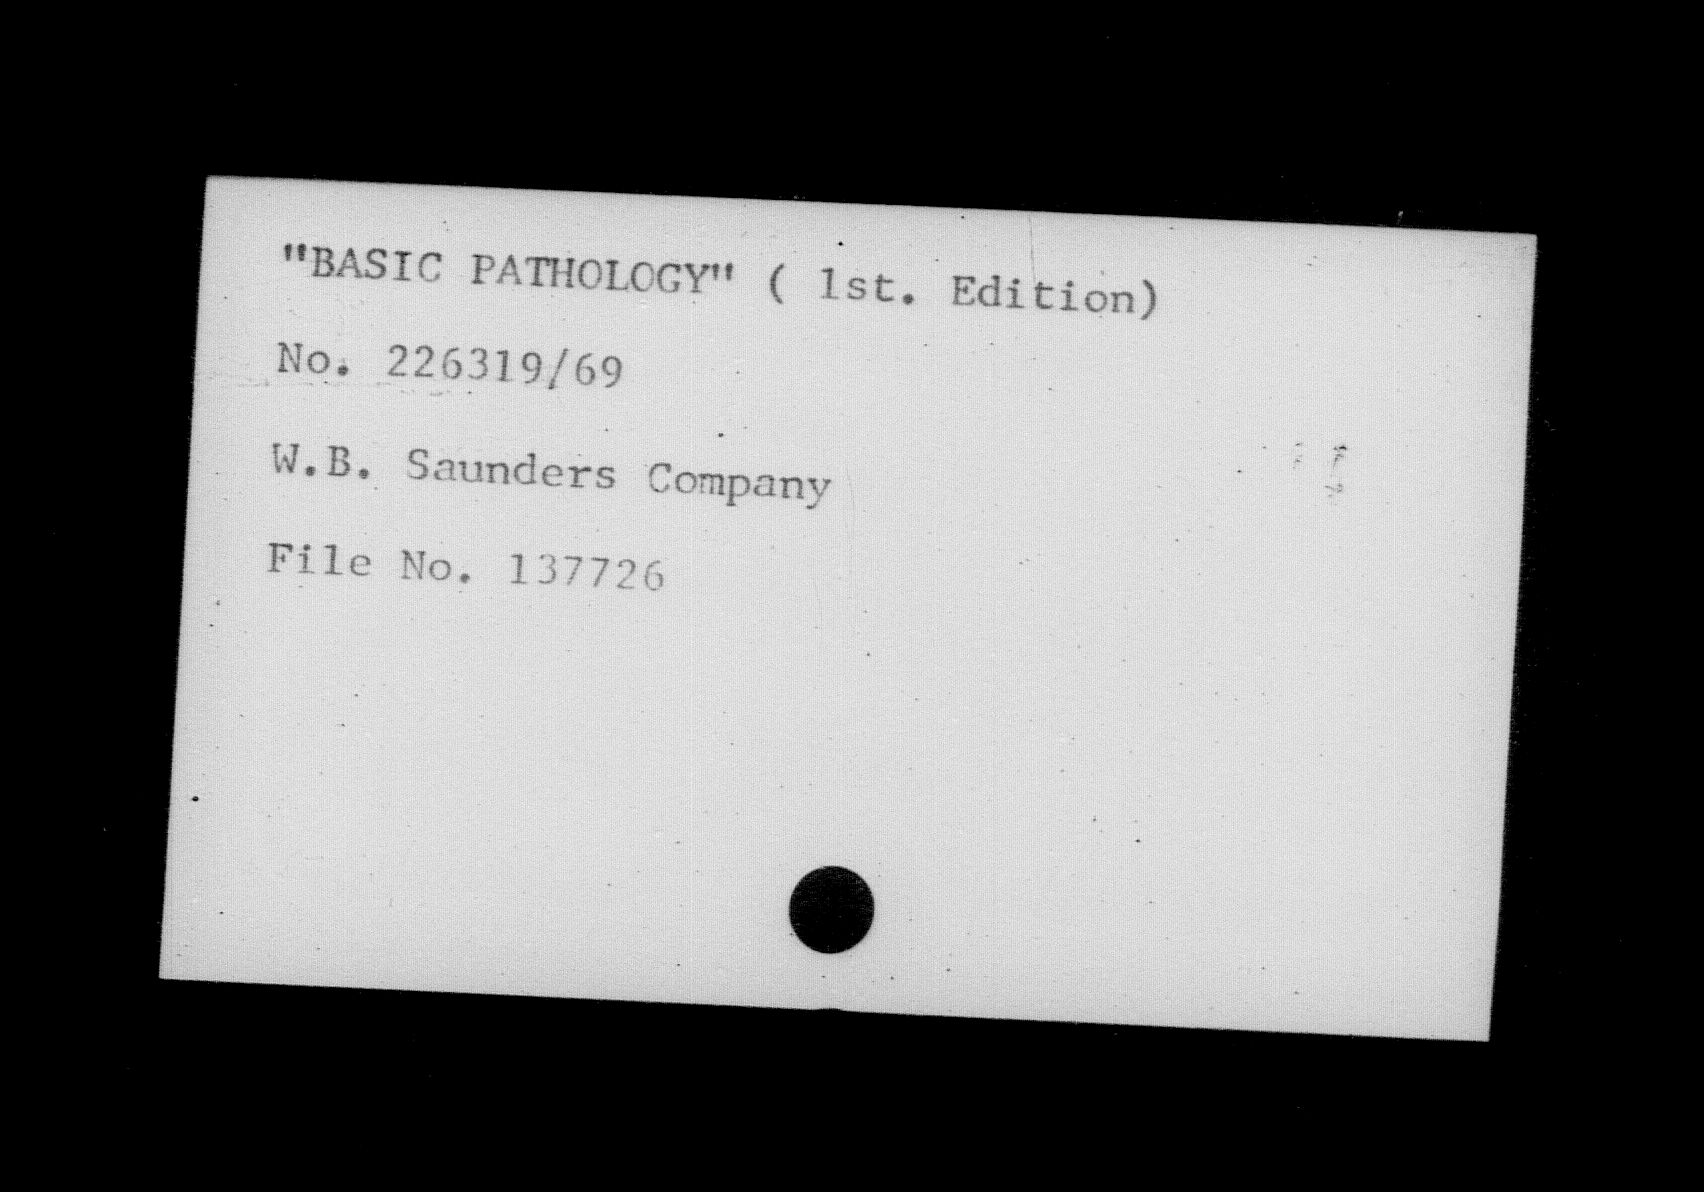 "BASIC PATHOLOGY" ( 1st. Edition)
No. 226319/69
W.B. Saunders Company
File No. 137726